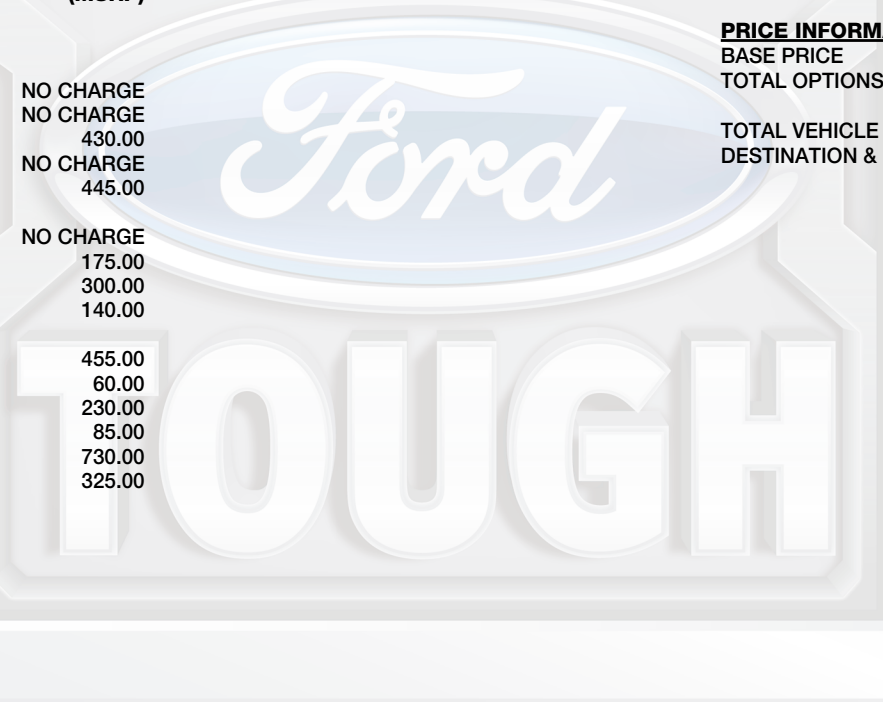 (MSRP)
NO CHARGE
NO CHARGE
430.00
NO CHARGE
445.00
NO CHARGE
175.00
300.00
140.00
455.00
60.00
230.00
85.00
730.00
325.00
PRICE INFORMA
BASE PRICE
TOTAL OPTIONS
TOTAL VEHICLE
DESTINATION &
Ford
TOUGH